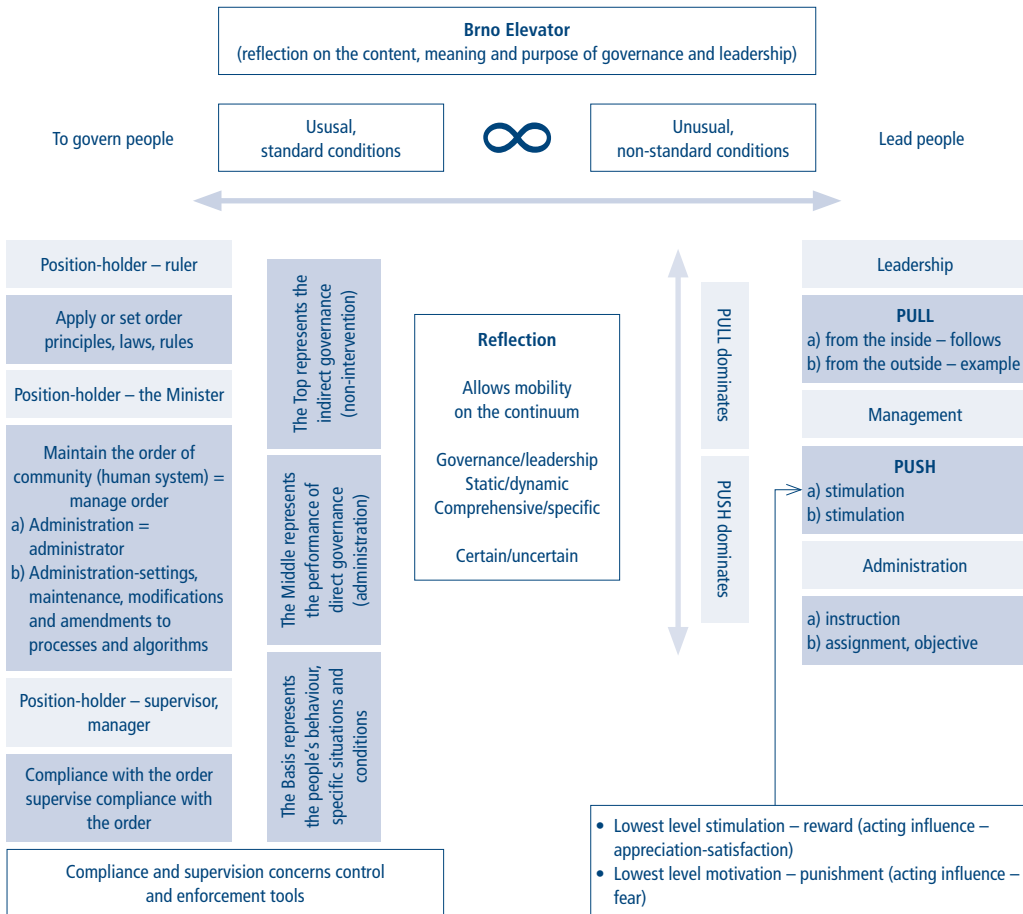 Brno Elevator
(reflection on the content, meaning and purpose of governance and leadership)
To govern people
Ususal,
standard conditions
∞
Unusual,
non-standard conditions
Lead people
Position-holder – ruler
Apply or set order
principles, laws, rules
Position-holder – the Minister
Maintain the order of
community (human system) =
manage order
a) Administration =
administrator
b) Administration-settings,
maintenance, modifications
and amendments to
processes and algorithms
Position-holder – supervisor,
manager
Compliance with the order
supervise compliance with
the order
Compliance and supervision concerns control
and enforcement tools
The Top represents the
indirect governance
(non-intervention)
The Middle represents
the performance of
direct governance
(administration)
The Basis represents
the people's behaviour,
specific situations and
conditions
Reflection
Allows mobility
on the continuum
Governance/leadership
Static/dynamic
Comprehensive/specific
Certain/uncertain
PULL dominates
PUSH dominates
Leadership
PULL
a) from the inside – follows
b) from the outside – example
Management
PUSH
a) stimulation
b) stimulation
Administration
a) instruction
b) assignment, objective
• Lowest level stimulation – reward (acting influence –
appreciation-satisfaction)
• Lowest level motivation – punishment (acting influence –
fear)